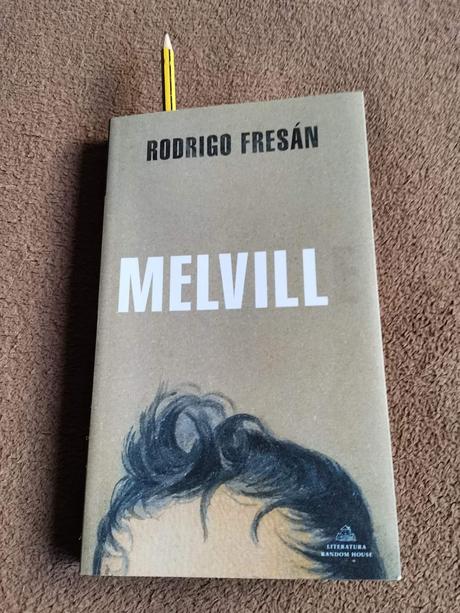 RODRIGO FRESÁN
MELVILL
LITERATURA
RANDOM HOUSE